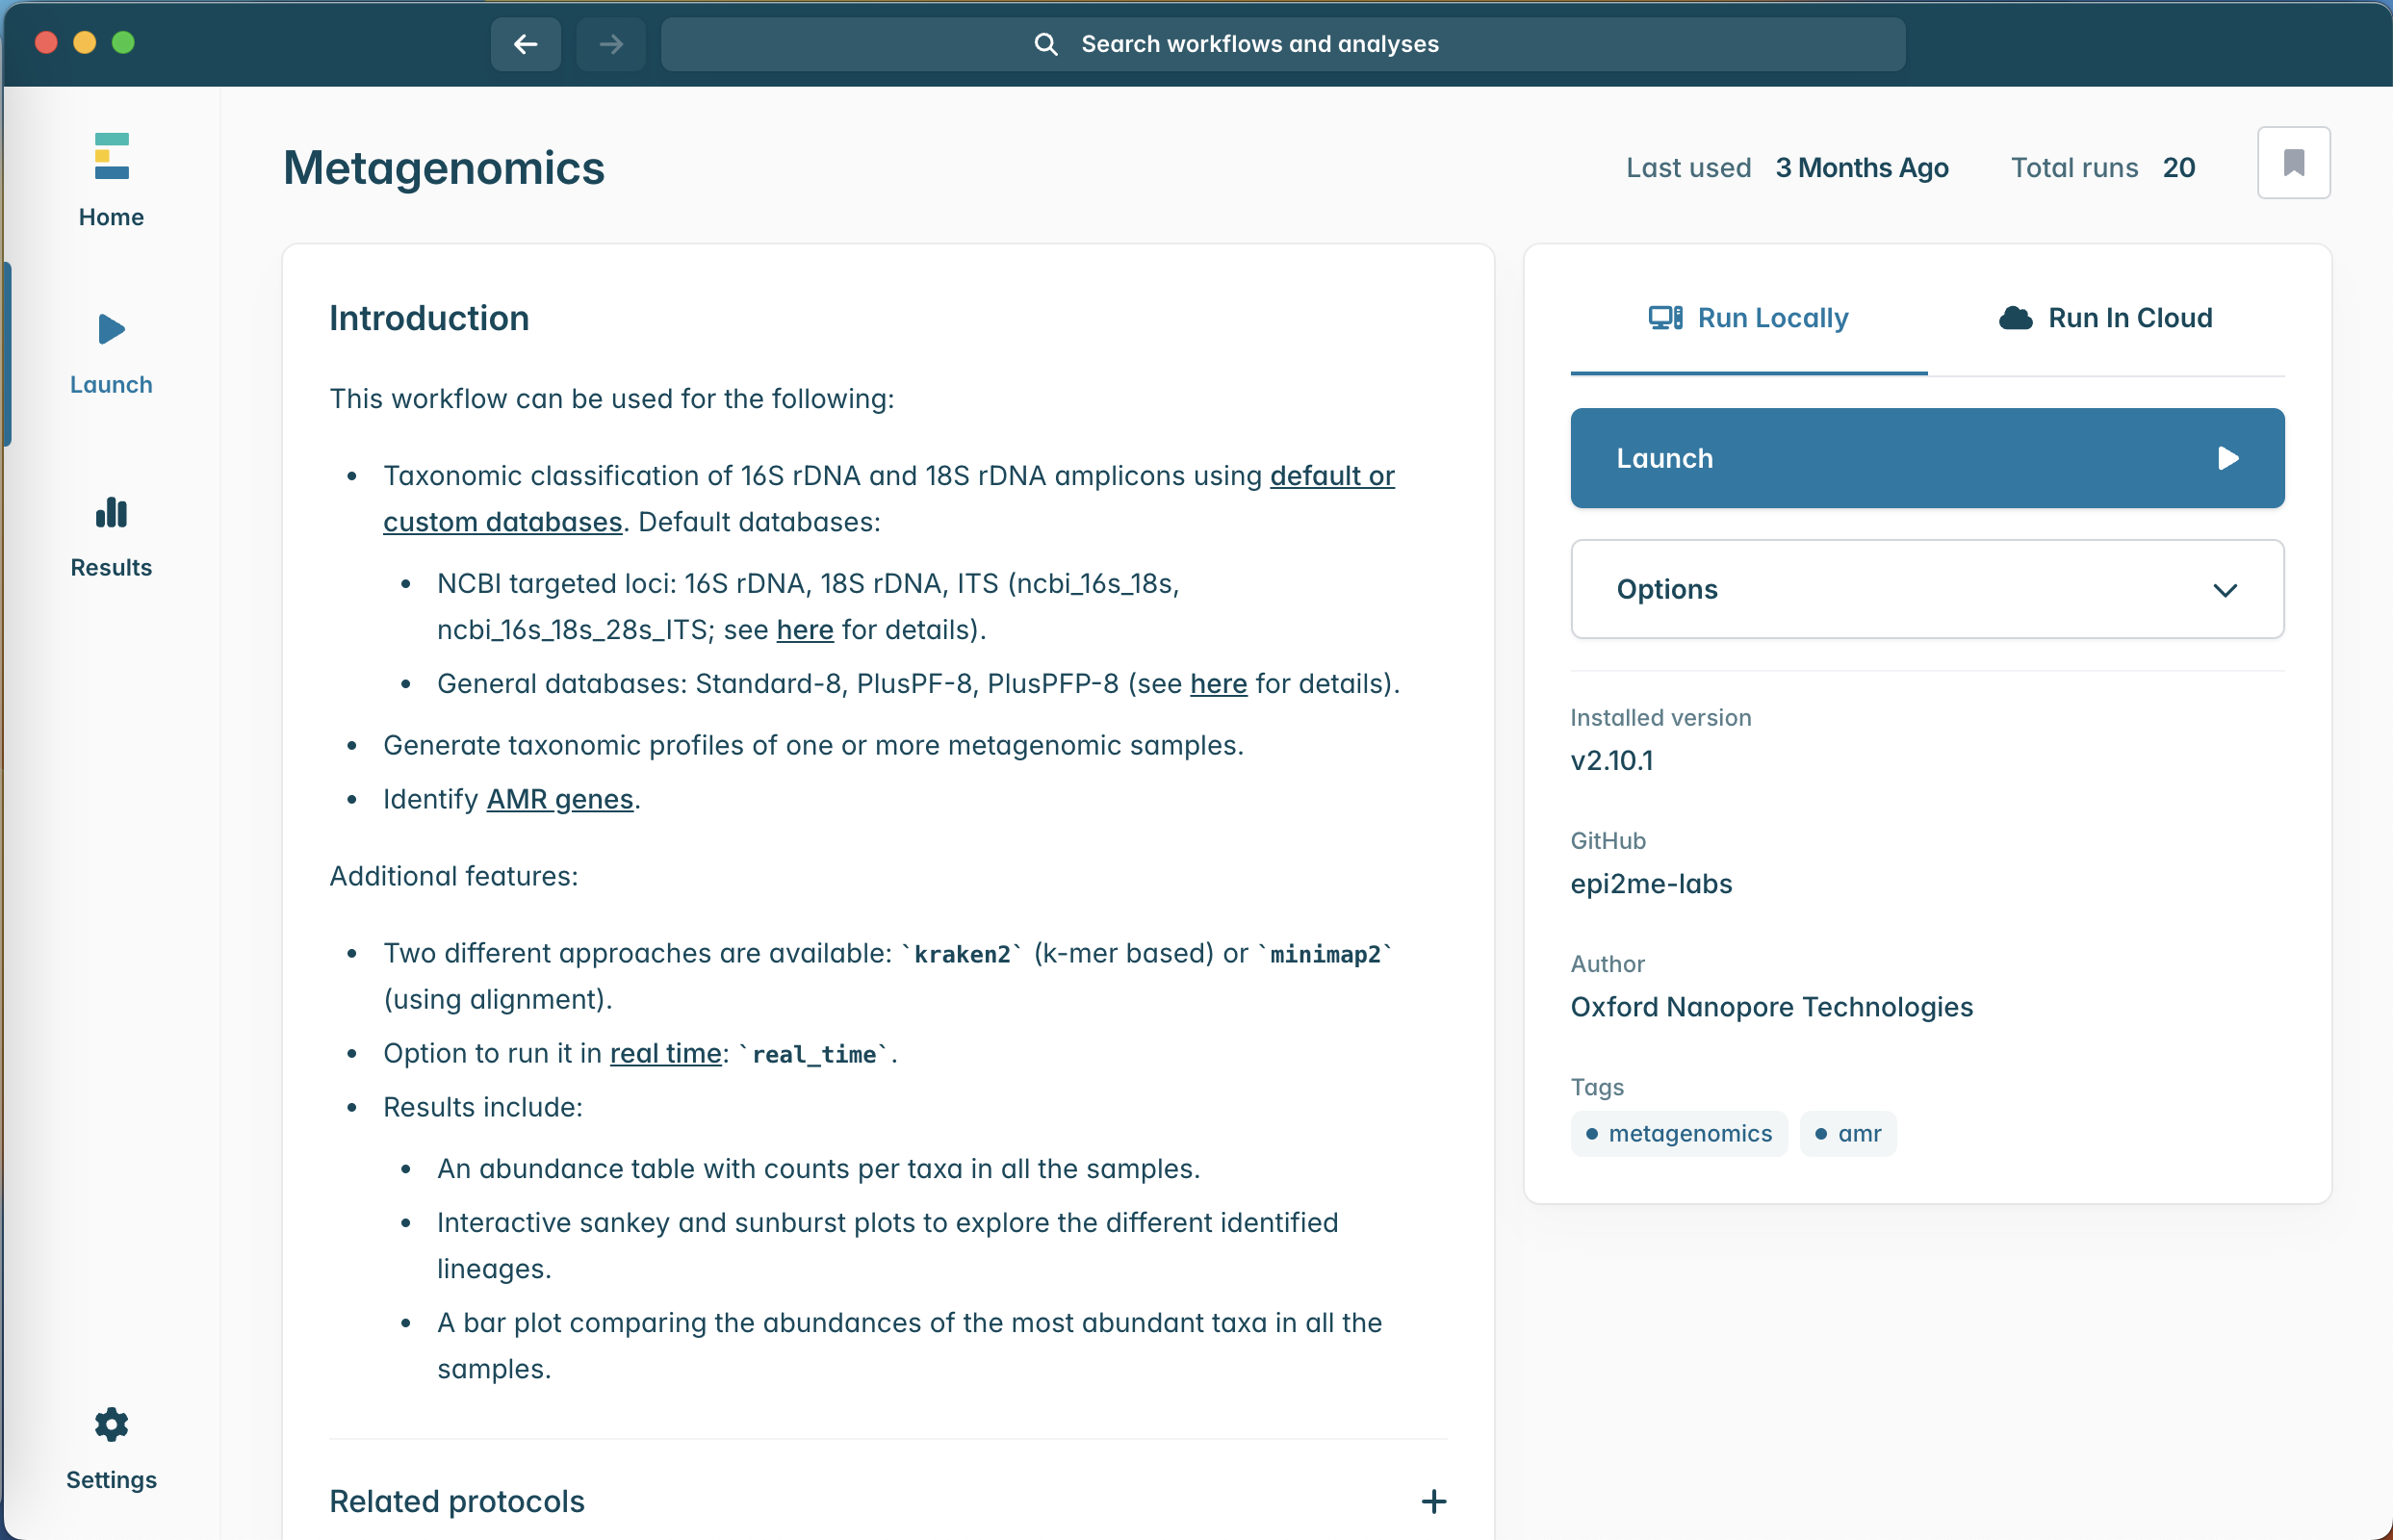 Search workflows and analyses
Home
Launch
Results
Settings
Metagenomics
Last used 3 Months Ago Total runs 20
Introduction
This workflow can be used for the following:
• Taxonomic classification of 16S rDNA and 18S rDNA amplicons using default or
custom databases. Default databases:
• NCBI targeted loci: 16S rDNA, 18S rDNA, ITS (ncbi_16s_18s,
ncbi_16s_18s_28s_ITS; see here for details).
• General databases: Standard-8, PlusPF-8, PlusPFP-8 (see here for details).
• Generate taxonomic profiles of one or more metagenomic samples.
• Identify AMR genes.
Additional features:
• Two different approaches are available: `kraken2` (k-mer based) or `minimap2`
(using alignment).
• Option to run it in real time: `real_time`.
• Results include:
• An abundance table with counts per taxa in all the samples.
• Interactive sankey and sunburst plots to explore the different identified
lineages.
• A bar plot comparing the abundances of the most abundant taxa in all the
samples.
Related protocols
Run Locally Run In Cloud
Launch
Options
Installed version
v2.10.1
GitHub
epi2me-labs
Author
Oxford Nanopore Technologies
Tags
• metagenomics • amr